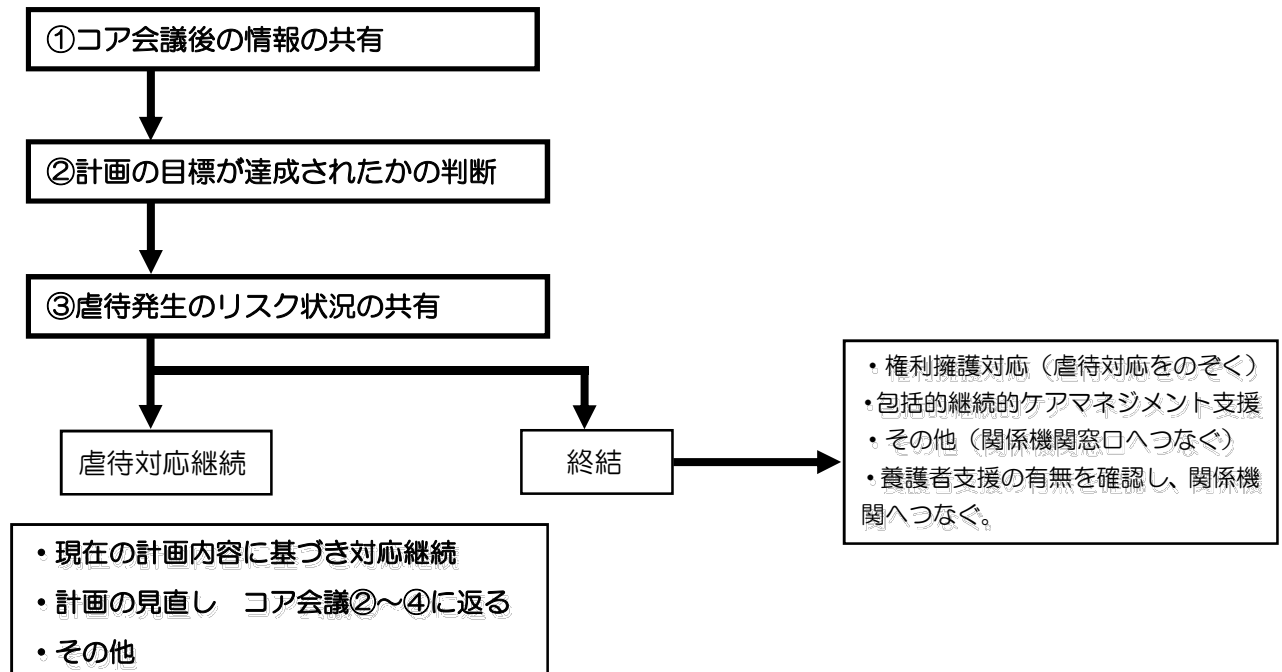 ①コア会議後の情報の共有
②計画の目標が達成されたかの判断
③虐待発生のリスク状況の共有
虐待対応継続
終結
・権利擁護対応（虐待対応をのぞく）
・包括的継続的ケアマネジメント支援
・その他（関係機関窓口へつなぐ）
・養護者支援の有無を確認し、関係機
関へつなぐ。
・現在の計画内容に基づき対応継続
・計画の見直し　コア会議②～④に返る
・その他